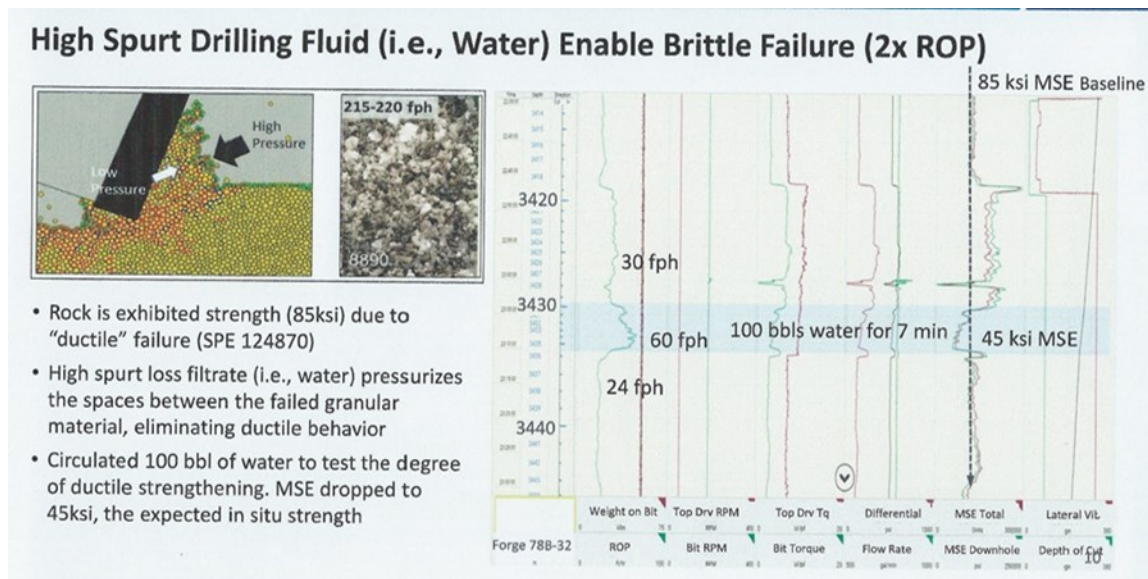 High Spurt Drilling Fluid (i.e., Water) Enable Brittle Failure (2x ROP)
85 ksi MSE Baseline
High
Pressure
Low
Pressure
215-220 fph
8890
• Rock is exhibited strength (85ksi) due to
"ductile" failure (SPE 124870)
• High spurt loss filtrate (i.e., water) pressurizes
the spaces between the failed granular
material, eliminating ductile behavior
• Circulated 100 bbl of water to test the degree
of ductile strengthening. MSE dropped to
45ksi, the expected in situ strength
3420
30 fph
3430
60 fph
100 bbls water for 7 min
45 ksi MSE
24 fph
3440
Weight on Bit Top Drv RPM Top Drv Tq Differential MSE Total Lateral Vib.
Forge 78B-32
ROP Bit RPM Bit Torque Flow Rate MSE Downhole Depth of Cut
10